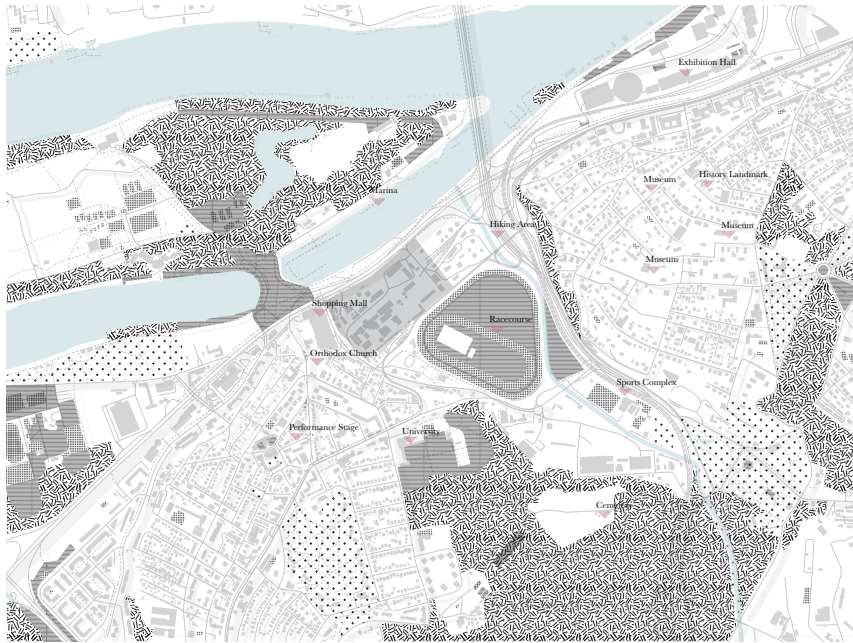 Exhibition Hall
Museum
History Landmark
Marina
Hiking Area
Museum
Museum
Shopping Mall
Racecourse
Orthodox Church
Sports Complex
Performance Stage
University